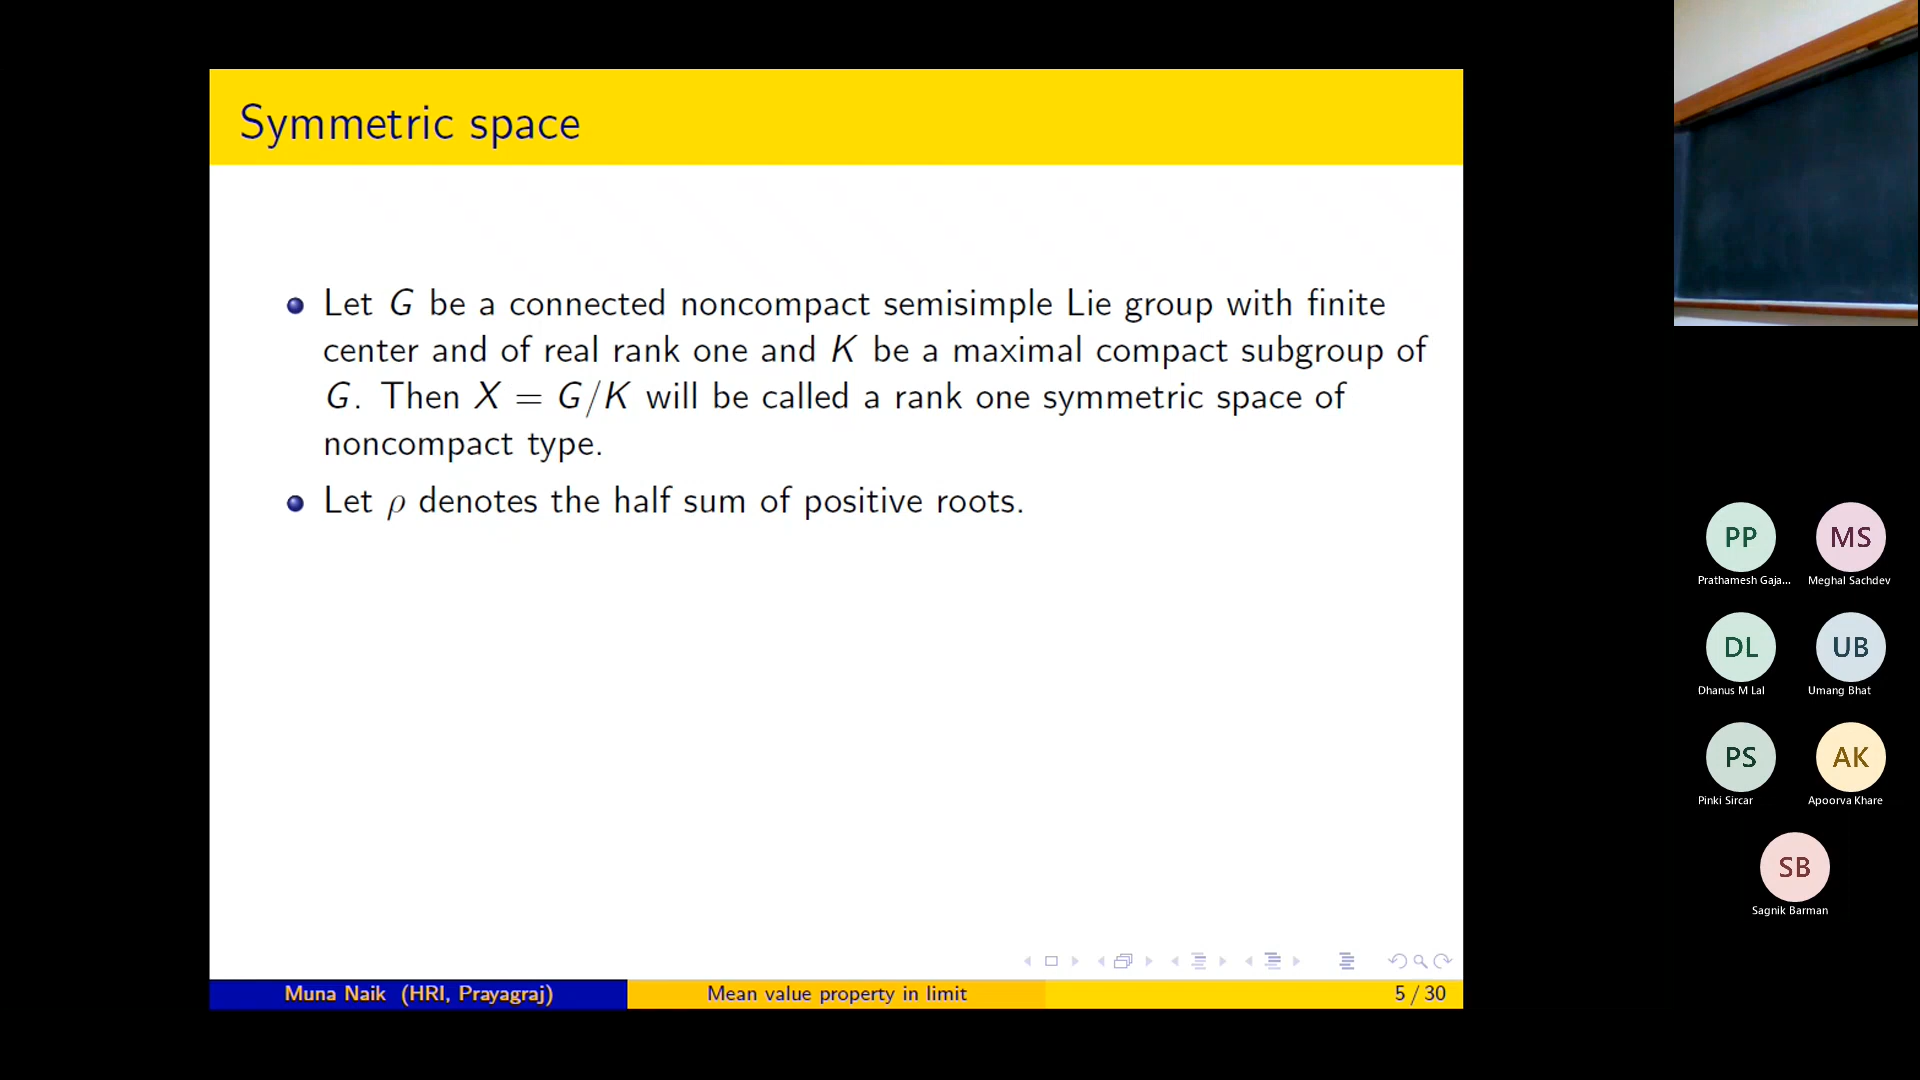 Symmetric space
Let G be a connected noncompact semisimple Lie group with finite
center and of real rank one and K be a maximal compact subgroup of
G. Then X = G/K will be called a rank one symmetric space of
noncompact type.
Let ρ denotes the half sum of positive roots.
Muna Naik (HRI, Prayagraj)
Mean value property in limit
5 / 30
PP
Prathamesh Gaja...
MS
Meghal Sachdev
DL
Dhanus M Lal
UB
Umang Bhat
PS
Pinki Sircar
AK
Apoorva Khare
SB
Sagnik Barman